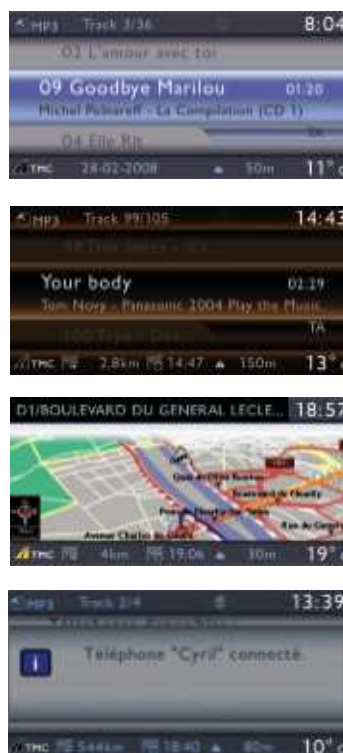 MP3 Track 3/36 8:04
02 L'amour avec toi
09 Goodbye Marilou 01:20
Michel Polnareff - La Compilation (CD 1)
TA
04 Elle Rit
TMC 28-02-2008 50m 11°
MP3 Track 99/105 14:43
Your body 02:29
Tom Novy - Panasonic 2004 Play the Music
TA
TMC 2,8km 14:47 150m 13°
D1/BOULEVARD DU GENERAL LECLE... 18:57
Avenue Charles de Gaulle
TMC 4km 19:06 30m 19°
MP3 Track 2/4 13:39
Téléphone "Cyril" connecté.
TMC 544km 18:40 80m 10°